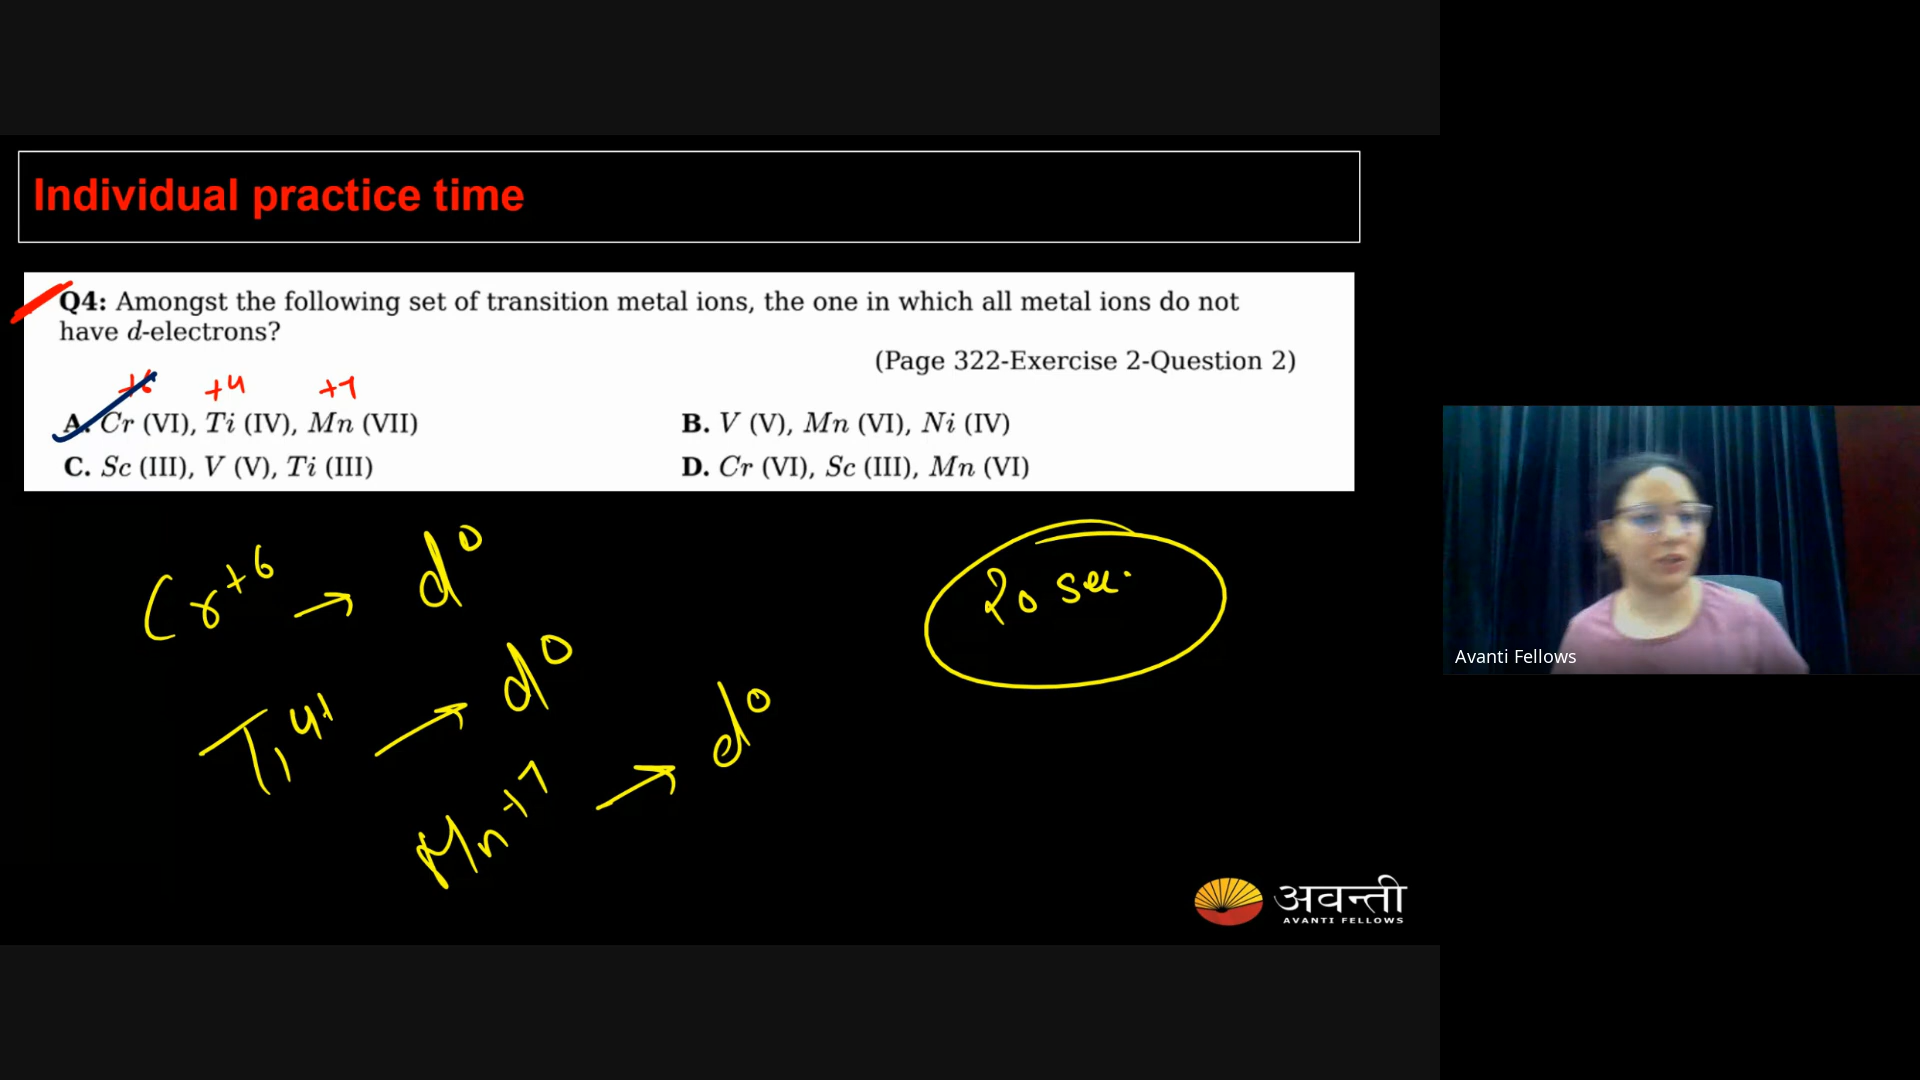 Individual practice time
Q4: Amongst the following set of transition metal ions, the one in which all metal ions do not
have d-electrons?
(Page 322-Exercise 2-Question 2)
+6 +4 +7
A. Cr (VI), Ti (IV), Mn (VII)
B. V (V), Mn (VI), Ni (IV)
C. Sc (III), V (V), Ti (III)
D. Cr (VI), Sc (III), Mn (VI)
Cr+6 → d0
20 sec.
Ti4+ → d0
Mn+7 → d0
Avanti Fellows
अवन्ती
AVANTI FELLOWS